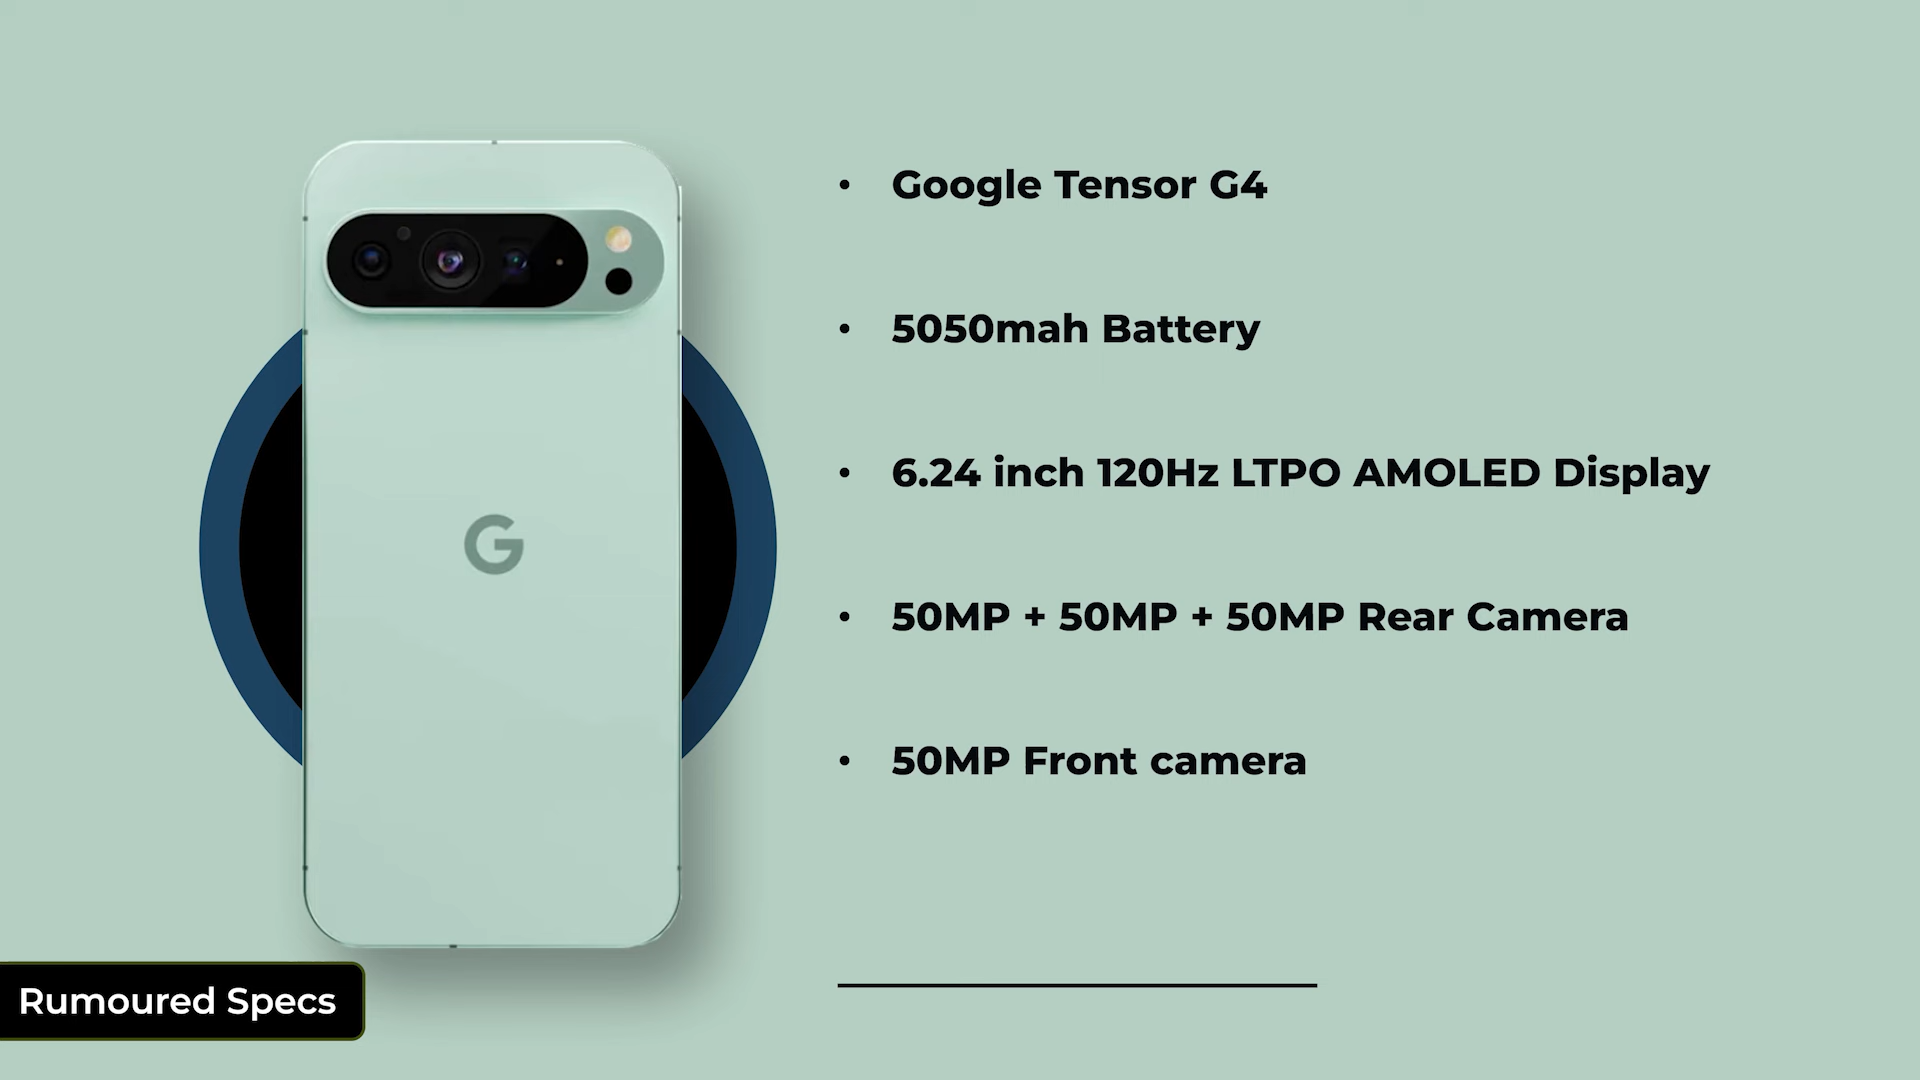 Google Tensor G4
5050mah Battery
6.24 inch 120Hz LTPO AMOLED Display
50MP + 50MP + 50MP Rear Camera
50MP Front camera
G
Rumoured Specs